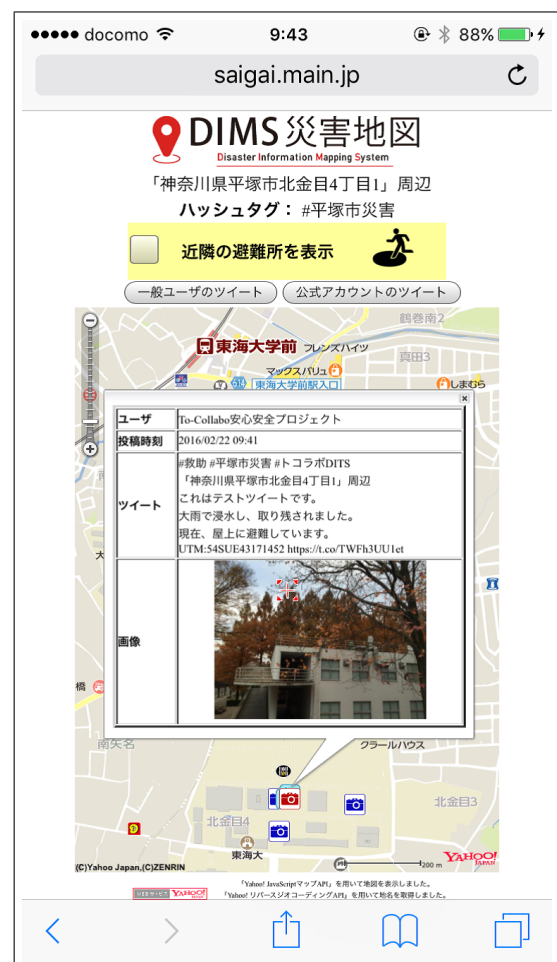 docomo 9:43 88%
saigai.main.jp
DIMS災害地図
Disaster Information Mapping System
「神奈川県平塚市北金目4丁目1」周辺
ハッシュタグ： #平塚市災害
近隣の避難所を表示
一般ユーザのツイート 公式アカウントのツイート
鶴巻南2
東海大学前 フレンズハイツ
真田3
マックスバリュ
東海大学前駅入口 しまむら
ユーザ To-Collabo安心安全プロジェクト
投稿時刻 2016/02/22 09:41
ツイート
#救助 #平塚市災害 #トコラボDITS
「神奈川県平塚市北金目4丁目1」周辺
これはテストツイートです。
大雨で浸水し、取り残されました。
現在、屋上に避難しています。
UTM:54SUE43171452 https://t.co/TWFh3UU1et
画像
橋
南矢名 クラールハウス
北金目4 北金目3
東海大
200 m
YAHOO!
JAPAN
(C)Yahoo Japan,(C)ZENRIN
「Yahoo! JavaScriptマップAPI」を用いて地図を表示しました。
YAHOO!
「Yahoo! リバースジオコーディングAPI」を用いて地名を取得しました。